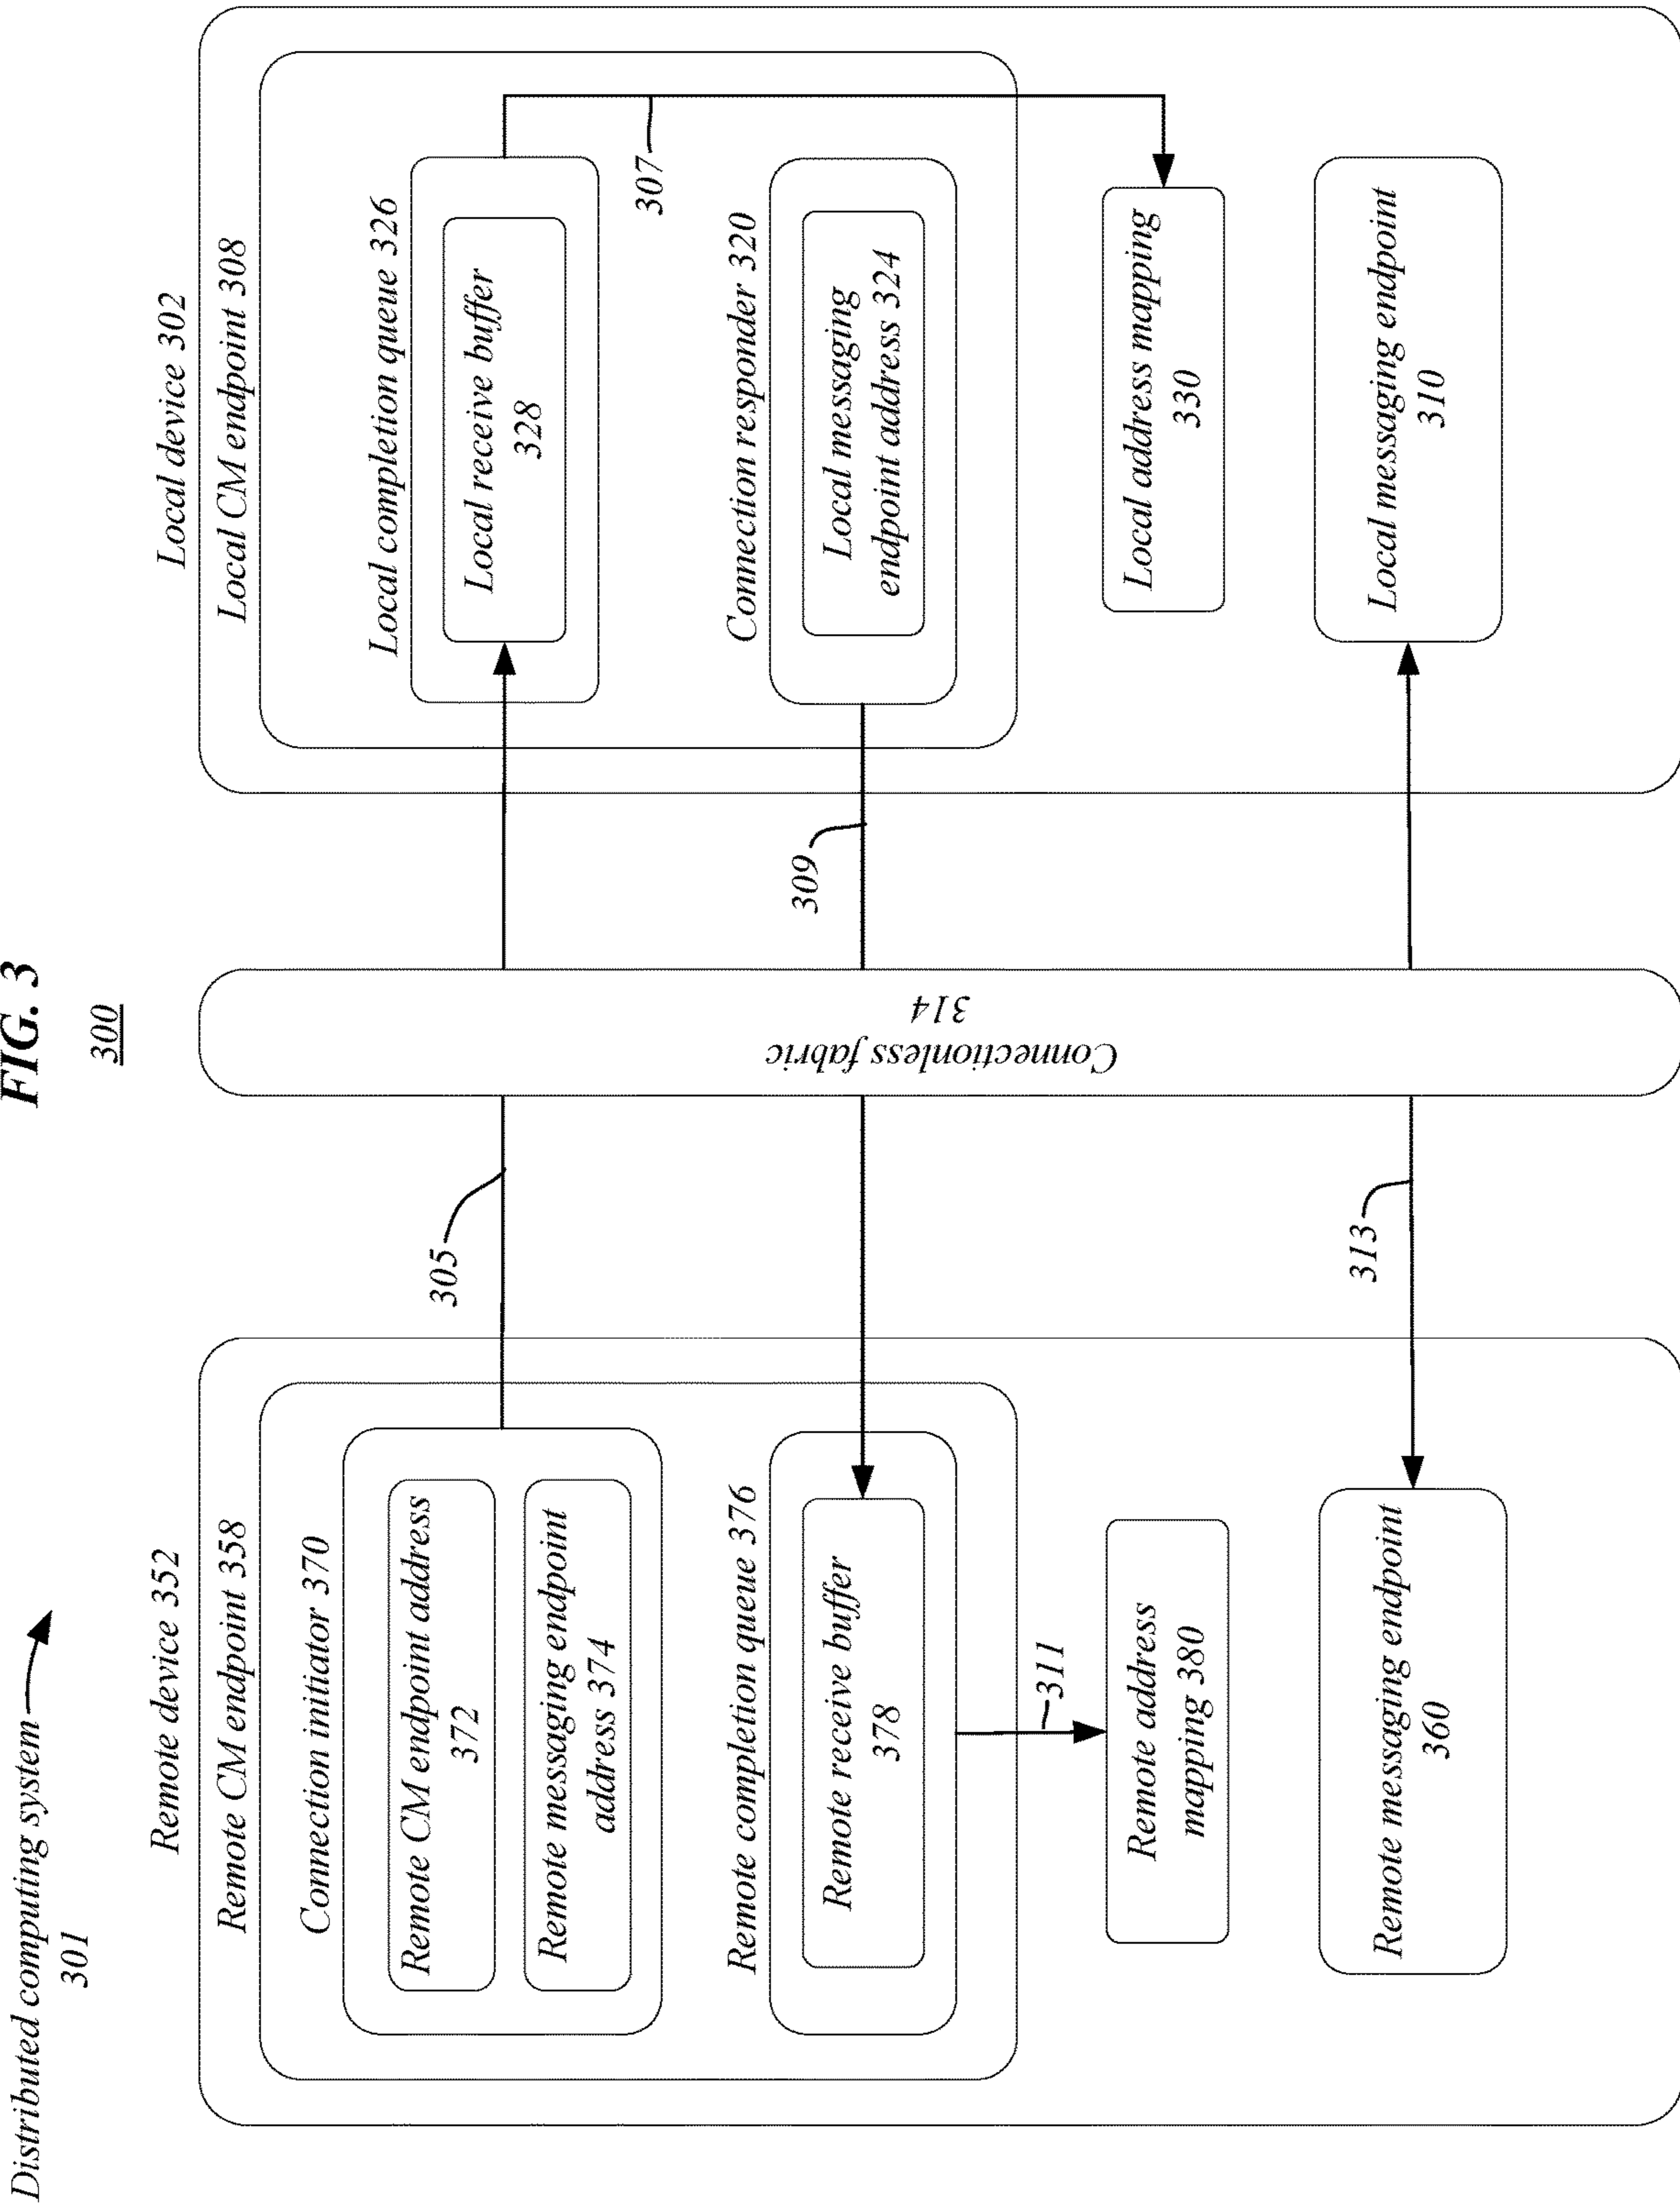 FIG. 3
300
Distributed computing system
301
Remote device 352
Remote CM endpoint 358
Connection initiator 370
Remote CM endpoint address
372
Remote messaging endpoint
address 374
Remote completion queue 376
Remote receive buffer
378
311
Remote address
mapping 380
Remote messaging endpoint
360
305
313
Connectionless fabric
314
309
Local device 302
Local CM endpoint 308
Local completion queue 326
Local receive buffer
328
307
Connection responder 320
Local messaging
endpoint address 324
Local address mapping
330
Local messaging endpoint
310